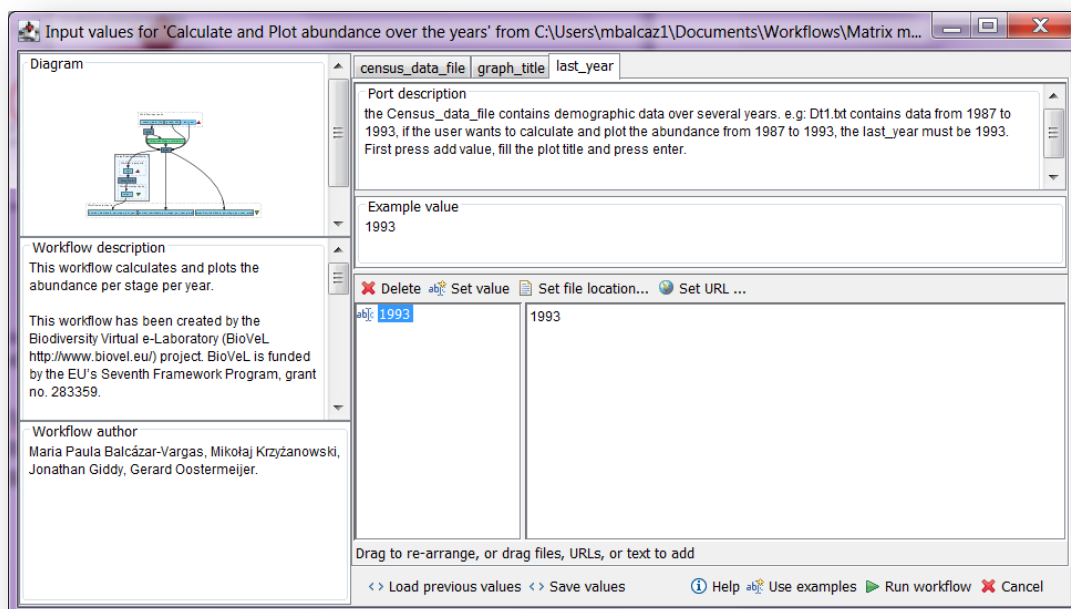 Input values for 'Calculate and Plot abundance over the years' from C:\Users\mbalcaz1\Documents\Workflows\Matrix m...
Diagram
Workflow description
This workflow calculates and plots the
abundance per stage per year.
This workflow has been created by the
Biodiversity Virtual e-Laboratory (BioVeL
http://www.biovel.eu/) project. BioVeL is funded
by the EU's Seventh Framework Program, grant
no. 283359.
Workflow author
Maria Paula Balcázar-Vargas, Mikołaj Krzyżanowski,
Jonathan Giddy, Gerard Oostermeijer.
census_data_file graph_title last_year
Port description
the Census_data_file contains demographic data over several years. e.g: Dt1.txt contains data from 1987 to
1993, if the user wants to calculate and plot the abundance from 1987 to 1993, the last_year must be 1993.
First press add value, fill the plot title and press enter.
Example value
1993
Delete Set value Set file location... Set URL ...
1993
1993
Drag to re-arrange, or drag files, URLs, or text to add
Load previous values Save values Help Use examples Run workflow Cancel